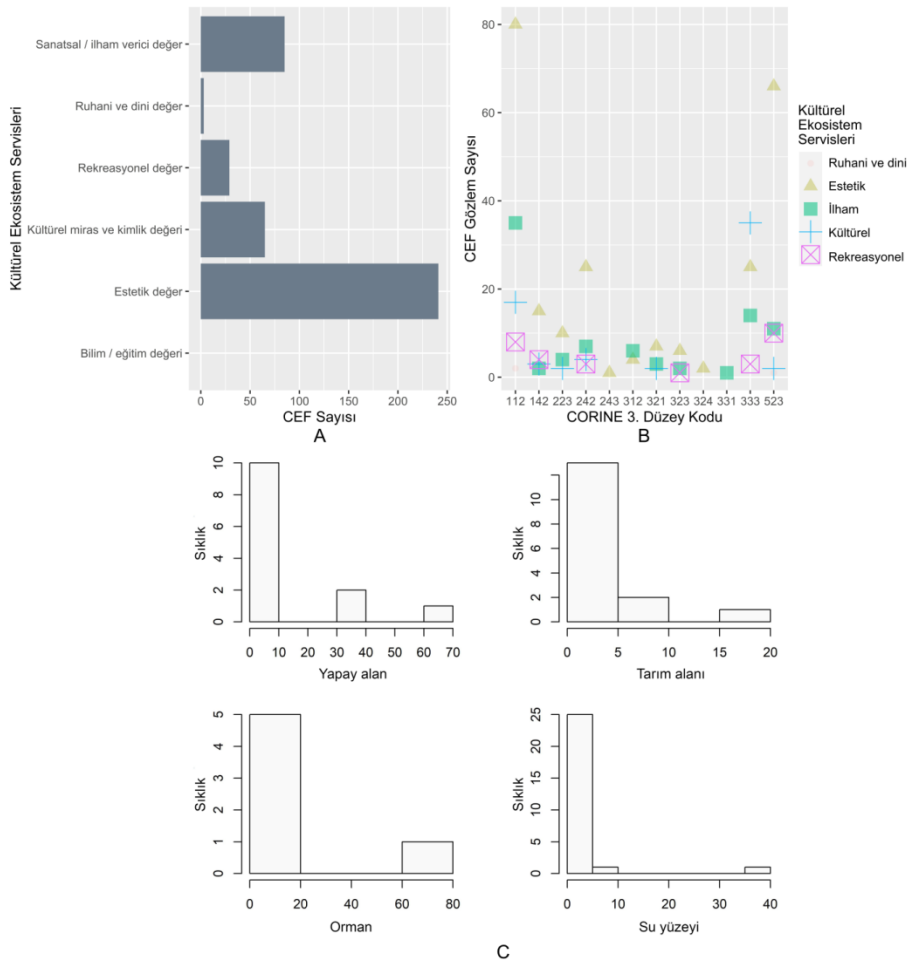 Kültürel Ekosistem Servisleri
Sanatsal / ilham verici değer
Ruhani ve dini değer
Rekreasyonel değer
Kültürel miras ve kimlik değeri
Estetik değer
Bilim / eğitim değeri
0 50 100 150 200 250
CEF Sayısı
A
CEF Gözlem Sayısı
80
60
40
20
0
112 142 223 242 243 312 321 323 324 331 333 523
CORINE 3. Düzey Kodu
B
Kültürel
Ekosistem
Servisleri
Ruhani ve dini
Estetik
İlham
Kültürel
Rekreasyonel
Sıklık
10
8
6
4
2
0
0 10 20 30 40 50 60 70
Yapay alan
Sıklık
10
8
6
4
2
0
0 5 10 15 20
Tarım alanı
Sıklık
5
4
3
2
1
0
0 20 40 60 80
Orman
Sıklık
25
20
15
10
5
0
0 10 20 30 40
Su yüzeyi
C